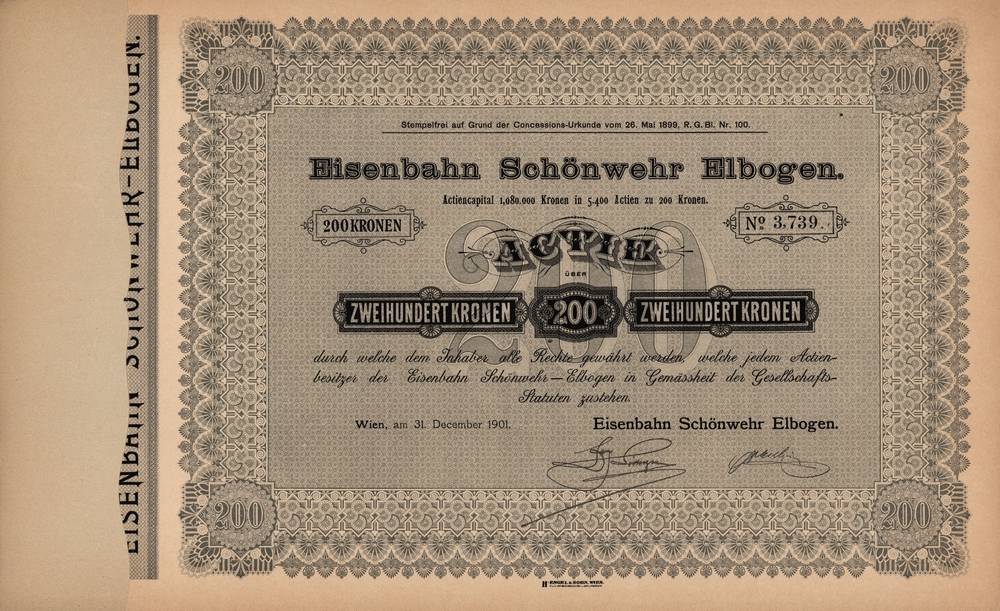 EISENBAHN SCHÖNWEHR-ELBOGEN.
200
200
Stempelfrei auf Grund der Concessions-Urkunde vom 26. Mai 1899, R. G. Bl. Nr. 100.
Eisenbahn Schönwehr Elbogen.
Actiencapital 1,080.000 Kronen in 5.400 Actien zu 200 Kronen.
200 KRONEN
No. 3,739.
ACTIE
200
ÜBER
ZWEIHUNDERT KRONEN
200
ZWEIHUNDERT KRONEN
durch welche dem Inhaber alle Rechte gewährt werden, welche jedem Actien-
besitzer der Eisenbahn Schönwehr—Elbogen in Gemässheit der Gesellschafts-
Statuten zustehen.
Wien, am 31. December 1901.
Eisenbahn Schönwehr Elbogen.
200
200
H. ENGEL & SOHN, WIEN.